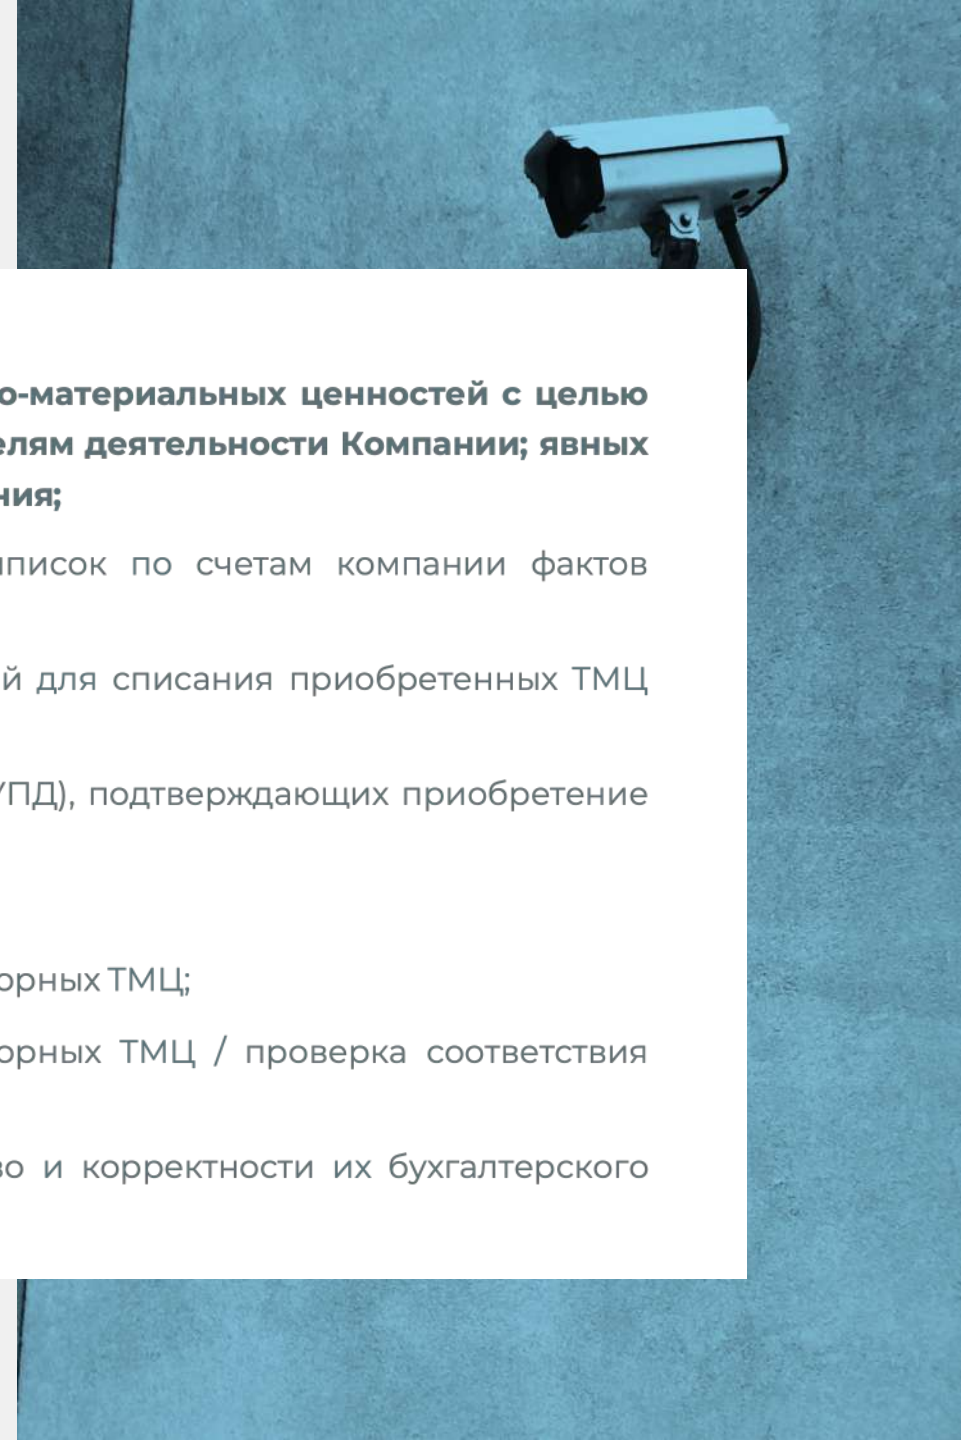 о-материальных ценностей с целью
елям деятельности Компании; явных
ния;
писок по счетам компании фактов
й для списания приобретенных ТМЦ
УПД), подтверждающих приобретение
орных ТМЦ;
орных ТМЦ / проверка соответствия
во и корректности их бухгалтерского